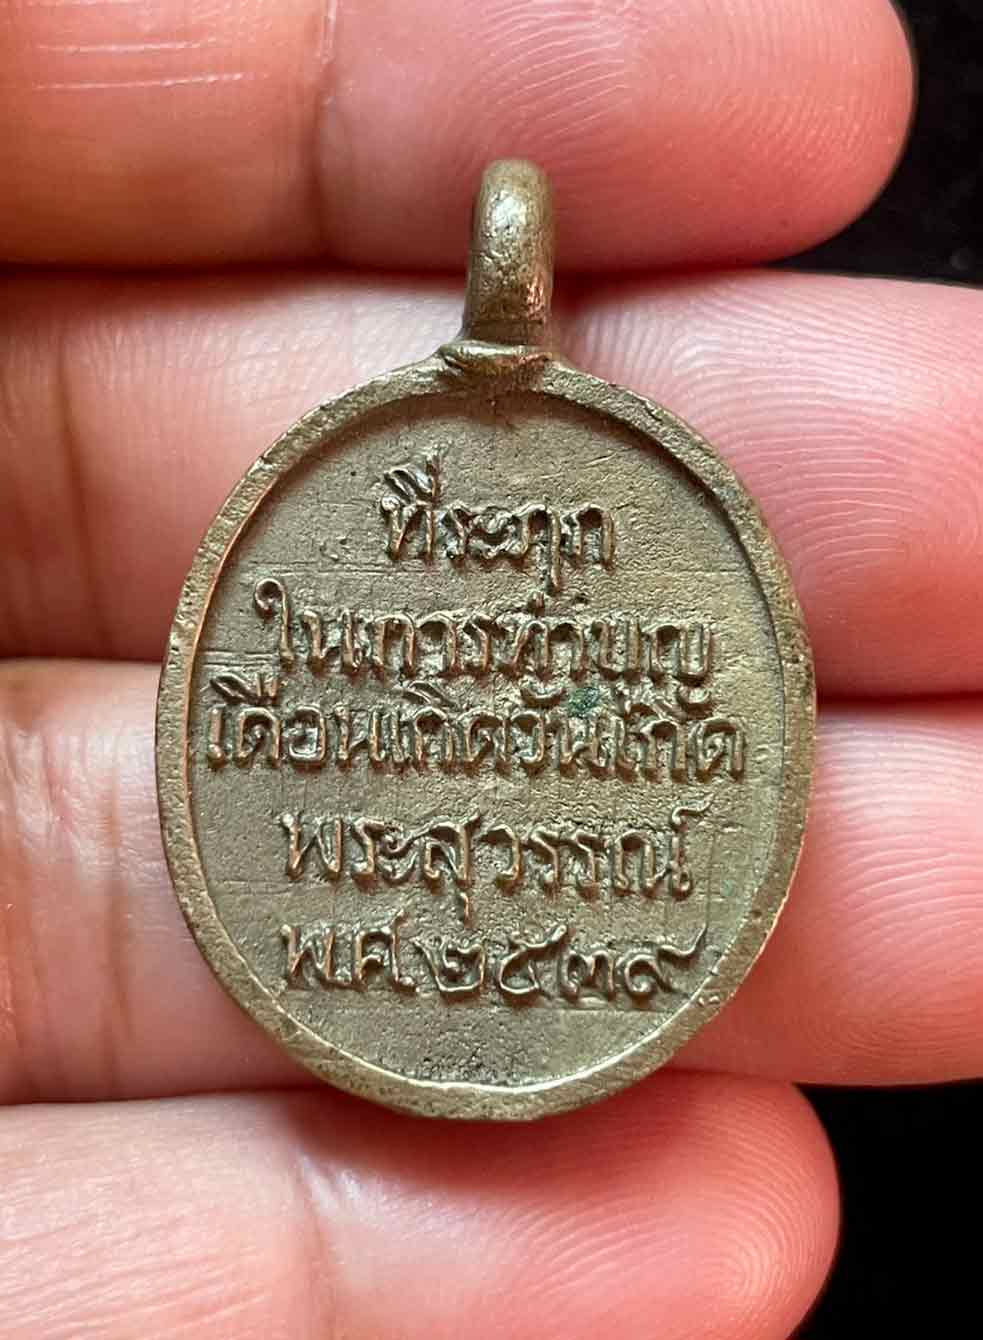 ที่ระฦก
ในการทำบุญ
เดือนเกิดวันเกิด
พระสุวรรณ์
พ.ศ.๒๕๓๙